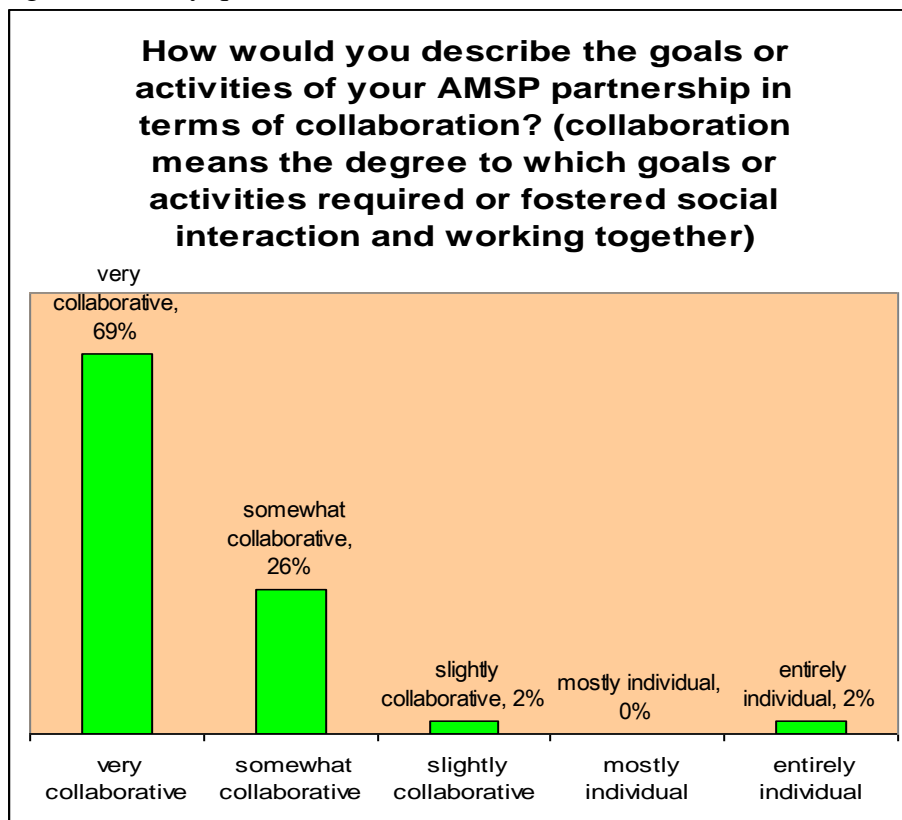 How would you describe the goals or
activities of your AMSP partnership in
terms of collaboration? (collaboration
means the degree to which goals or
activities required or fostered social
interaction and working together)
very
collaborative,
69%
somewhat
collaborative,
26%
slightly
collaborative, 2%
mostly individual,
0%
entirely
individual, 2%
very
collaborative
somewhat
collaborative
slightly
collaborative
mostly
individual
entirely
individual